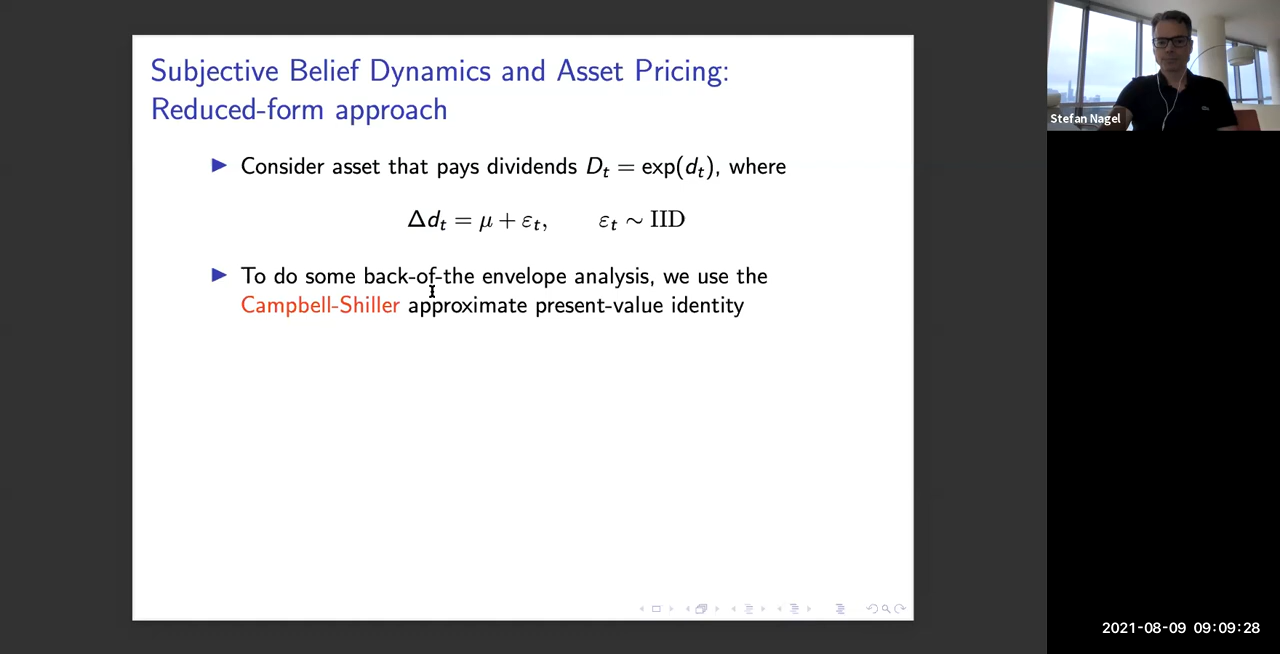 Subjective Belief Dynamics and Asset Pricing:
Reduced-form approach
Consider asset that pays dividends D_t = exp(d_t), where
Δd_t = μ + ε_t, ε_t ∼ IID
To do some back-of-the envelope analysis, we use the
Campbell-Shiller approximate present-value identity
Stefan Nagel
2021-08-09 09:09:28